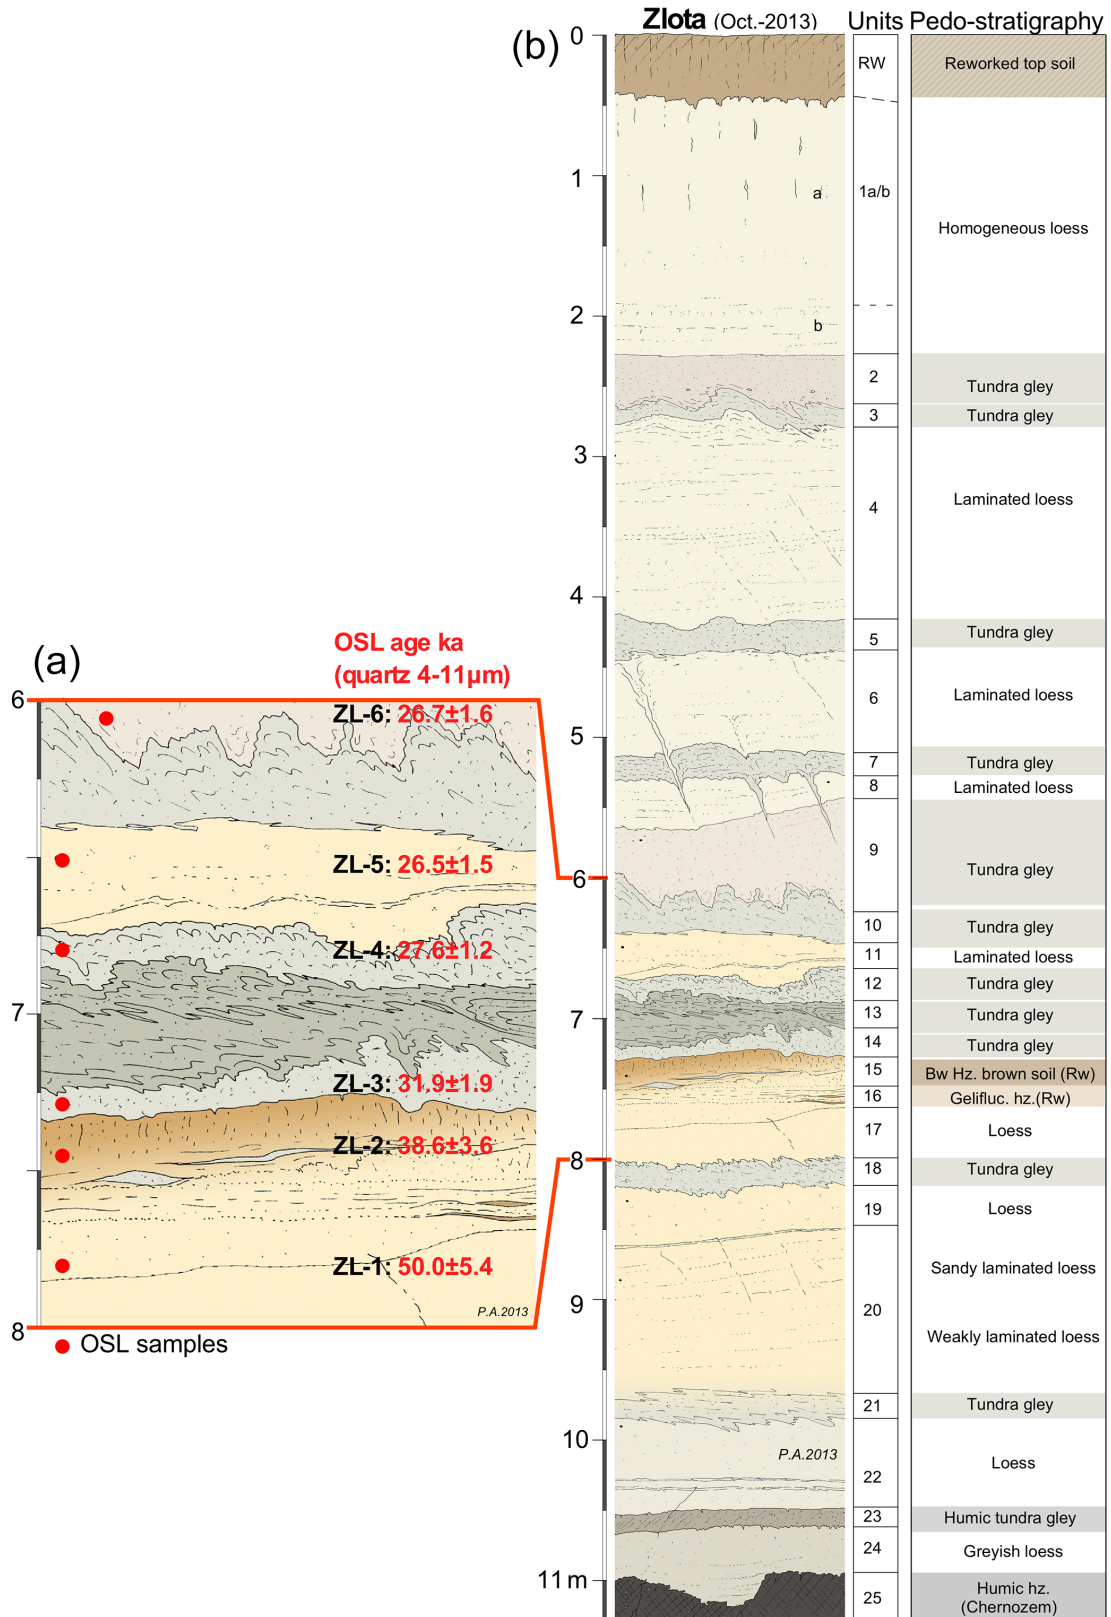 Zlota (Oct.-2013) Units Pedo-stratigraphy
(b)
0
RW Reworked top soil
1
a
1a/b
Homogeneous loess
2
b
2 Tundra gley
3 Tundra gley
3
4 Laminated loess
4
5 Tundra gley
6 Laminated loess
5
7 Tundra gley
8 Laminated loess
9 Tundra gley
6
10 Tundra gley
11 Laminated loess
12 Tundra gley
7
13 Tundra gley
14 Tundra gley
15 Bw Hz. brown soil (Rw)
16 Gelifluc. hz.(Rw)
17 Loess
8
18 Tundra gley
19 Loess
Sandy laminated loess
9
20
Weakly laminated loess
21 Tundra gley
10
P.A.2013
22 Loess
23 Humic tundra gley
24 Greyish loess
11 m
25 Humic hz.
(Chernozem)
(a)
OSL age ka
(quartz 4-11µm)
6
ZL-6: 26.7±1.6
ZL-5: 26.5±1.5
ZL-4: 27.6±1.2
7
ZL-3: 31.9±1.9
ZL-2: 38.6±3.6
ZL-1: 50.0±5.4
P.A.2013
8
OSL samples